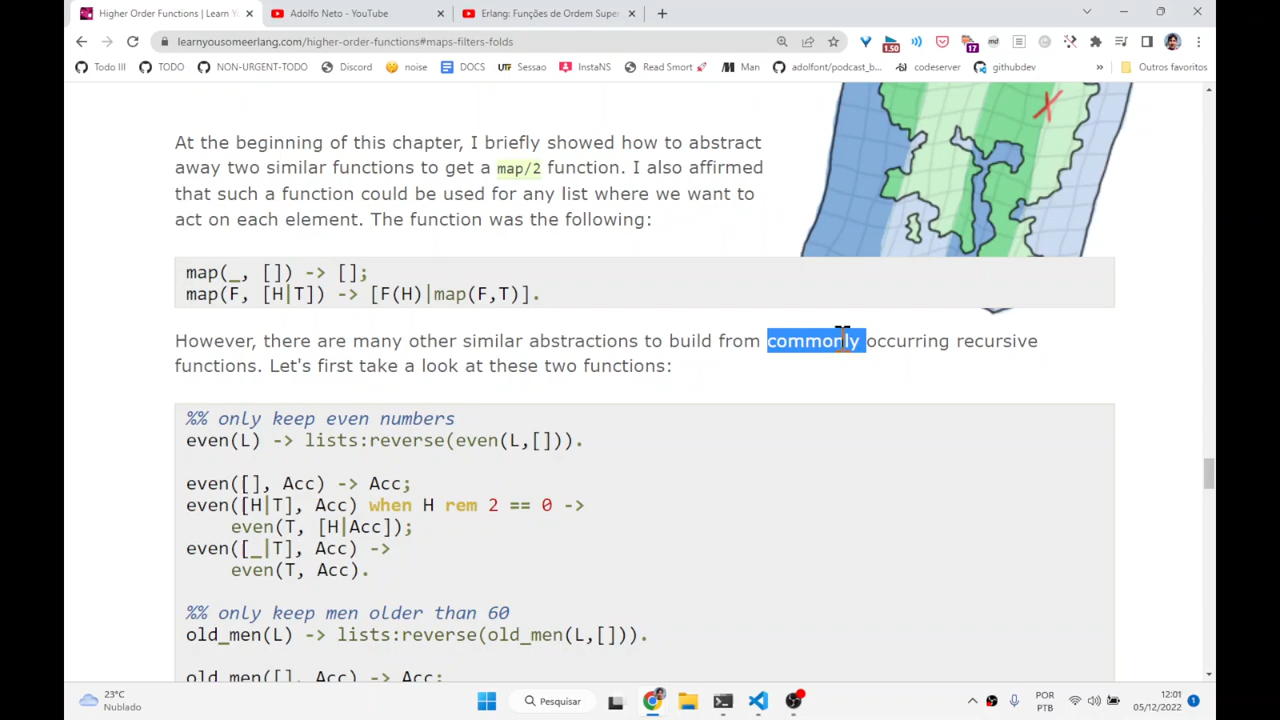 Higher Order Functions | Learn Y
Adolfo Neto - YouTube
Erlang: Funções de Ordem Super
learnyousomeerlang.com/higher-order-functions#maps-filters-folds
1.50
17
Todo III
TODO
NON-URGENT-TODO
Discord
noise
DOCS
UTF Sessao
InstaNS
Read Smort
Man
adolfont/podcast_b...
codeserver
githubdev
»
Outros favoritos
At the beginning of this chapter, I briefly showed how to abstract
away two similar functions to get a map/2 function. I also affirmed
that such a function could be used for any list where we want to
act on each element. The function was the following:
map(_, []) -> [];
map(F, [H|T]) -> [F(H)|map(F,T)].
However, there are many other similar abstractions to build from commonly occurring recursive
functions. Let's first take a look at these two functions:
%% only keep even numbers
even(L) -> lists:reverse(even(L,[])).
even([], Acc) -> Acc;
even([H|T], Acc) when H rem 2 == 0 ->
even(T, [H|Acc]);
even([_|T], Acc) ->
even(T, Acc).
%% only keep men older than 60
old_men(L) -> lists:reverse(old_men(L,[])).
old_men([], Acc) -> Acc;
23°C
Nublado
Pesquisar
POR
PTB
12:01
05/12/2022
1